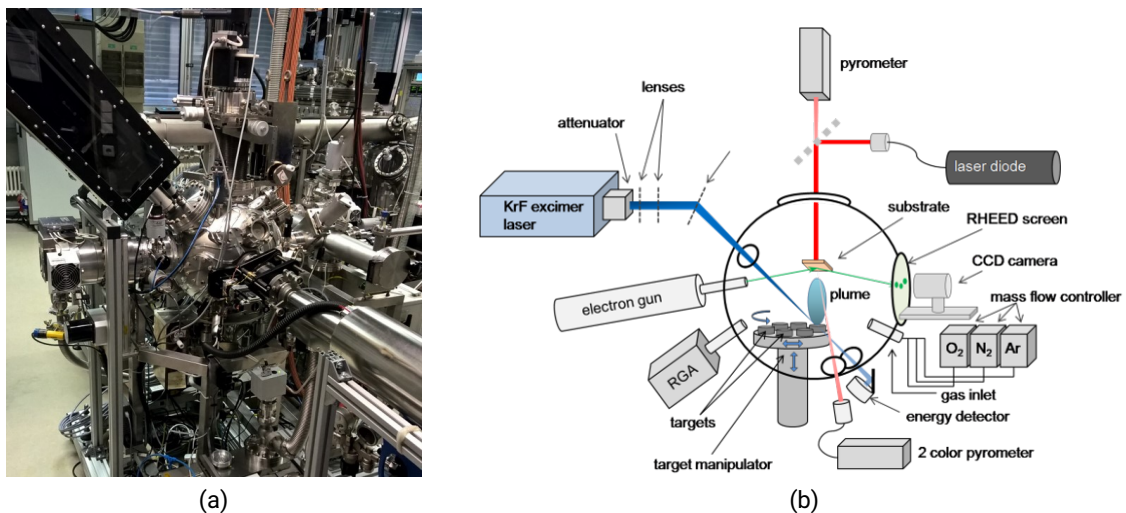 pyrometer
lenses
attenuator
KrF excimer
laser
laser diode
substrate
RHEED screen
CCD camera
electron gun
plume
mass flow controller
O2 N2 Ar
RGA
gas inlet
energy detector
targets
target manipulator
2 color pyrometer
(a)
(b)